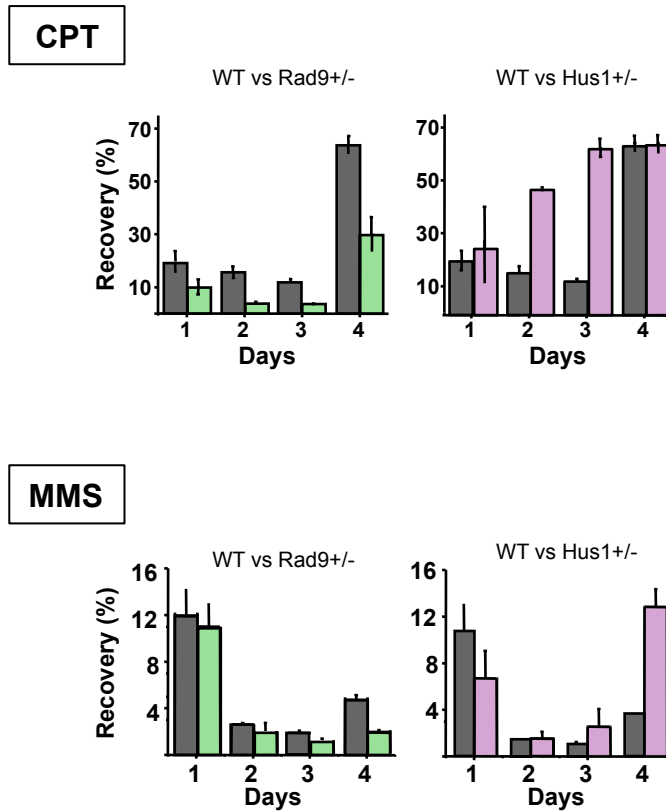 CPT
WT vs Rad9+/-
WT vs Hus1+/-
Recovery (%)
70
50
30
10
1 2 3 4
Days
70
50
30
10
1 2 3 4
Days
MMS
WT vs Rad9+/-
WT vs Hus1+/-
Recovery (%)
16
12
8
4
1 2 3 4
Days
16
12
8
4
1 2 3 4
Days